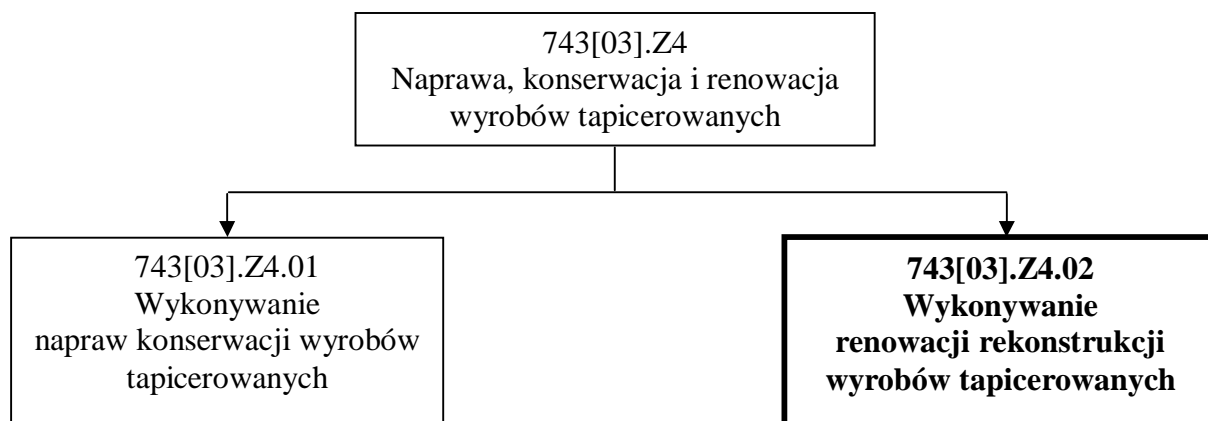 743[03].Z4
Naprawa, konserwacja i renowacja
wyrobów tapicerowanych
743[03].Z4.01
Wykonywanie
napraw konserwacji wyrobów
tapicerowanych
743[03].Z4.02
Wykonywanie
renowacji rekonstrukcji
wyrobów tapicerowanych